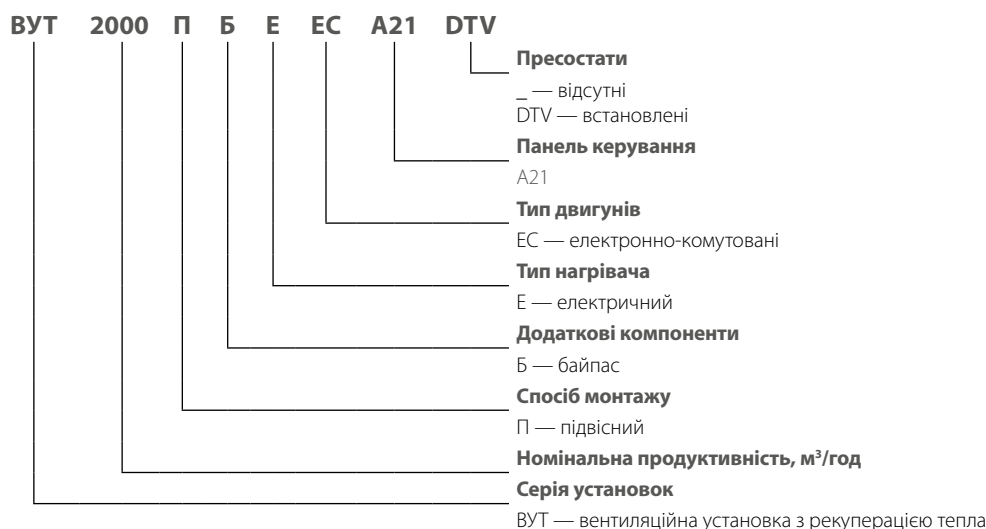 ВУТ 2000 П Б Е ЕС А21 DTV
Пресостати
_ — відсутні
DTV — встановлені
Панель керування
А21
Тип двигунів
ЕС — електронно-комутовані
Тип нагрівача
Е — електричний
Додаткові компоненти
Б — байпас
Спосіб монтажу
П — підвісний
Номінальна продуктивність, м³/год
Серія установок
ВУТ — вентиляційна установка з рекуперацією тепла